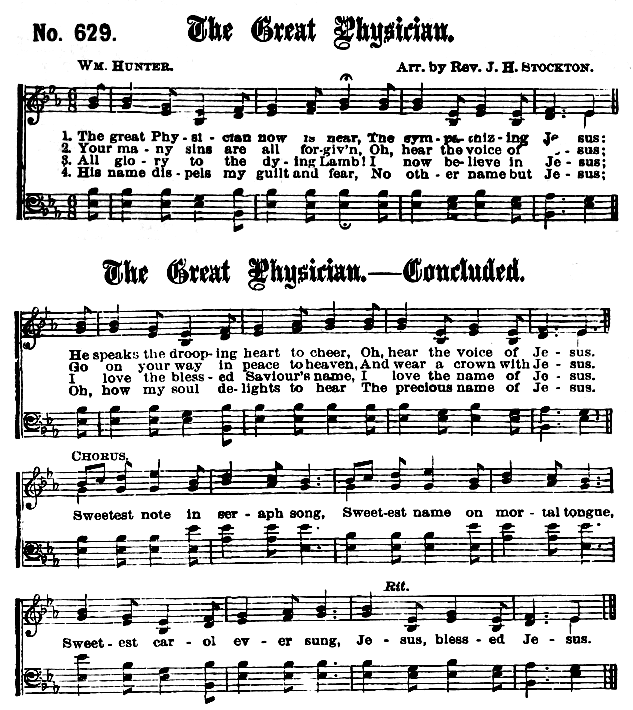 No. 629. The Great Physician.
WM. HUNTER. Arr. by REV. J. H. STOCKTON.
1. The great Phy - si - cian now is near, The sym - pa - thiz - ing Je - sus;
2. Your ma - ny sins are all for-giv'n, Oh, hear the voice of Je - sus;
3. All glo - ry to the dy - ing Lamb! I now be - lieve in Je - sus;
4. His name dis - pels my guilt and fear, No oth - er name but Je - sus;
The Great Physician.—Concluded.
He speaks the droop - ing heart to cheer, Oh, hear the voice of Je - sus.
Go on your way in peace to heaven, And wear a crown with Je - sus.
I love the bless - ed Saviour's name, I love the name of Je - sus.
Oh, how my soul de - lights to hear The precious name of Je - sus.
CHORUS.
Sweetest note in ser - aph song, Sweet-est name on mor - tal tongue,
Rit.
Sweet - est car - ol ev - er sung, Je - sus, bless - ed Je - sus.